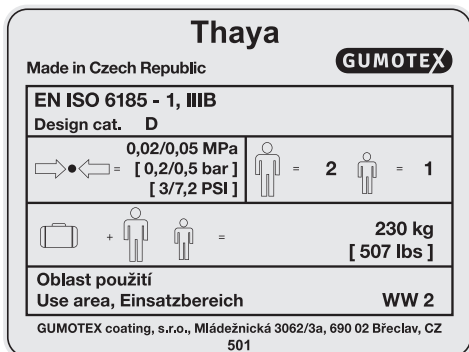 Thaya
Made in Czech Republic
GUMOTEX
EN ISO 6185 - 1, IIIB
Design cat. D
= 0,02/0,05 MPa
[ 0,2/0,5 bar ]
[ 3/7,2 PSI ]
= 2 = 1
+ = 230 kg
[ 507 lbs ]
Oblast použití
Use area, Einsatzbereich WW 2
GUMOTEX coating, s.r.o., Mládežnická 3062/3a, 690 02 Břeclav, CZ
501